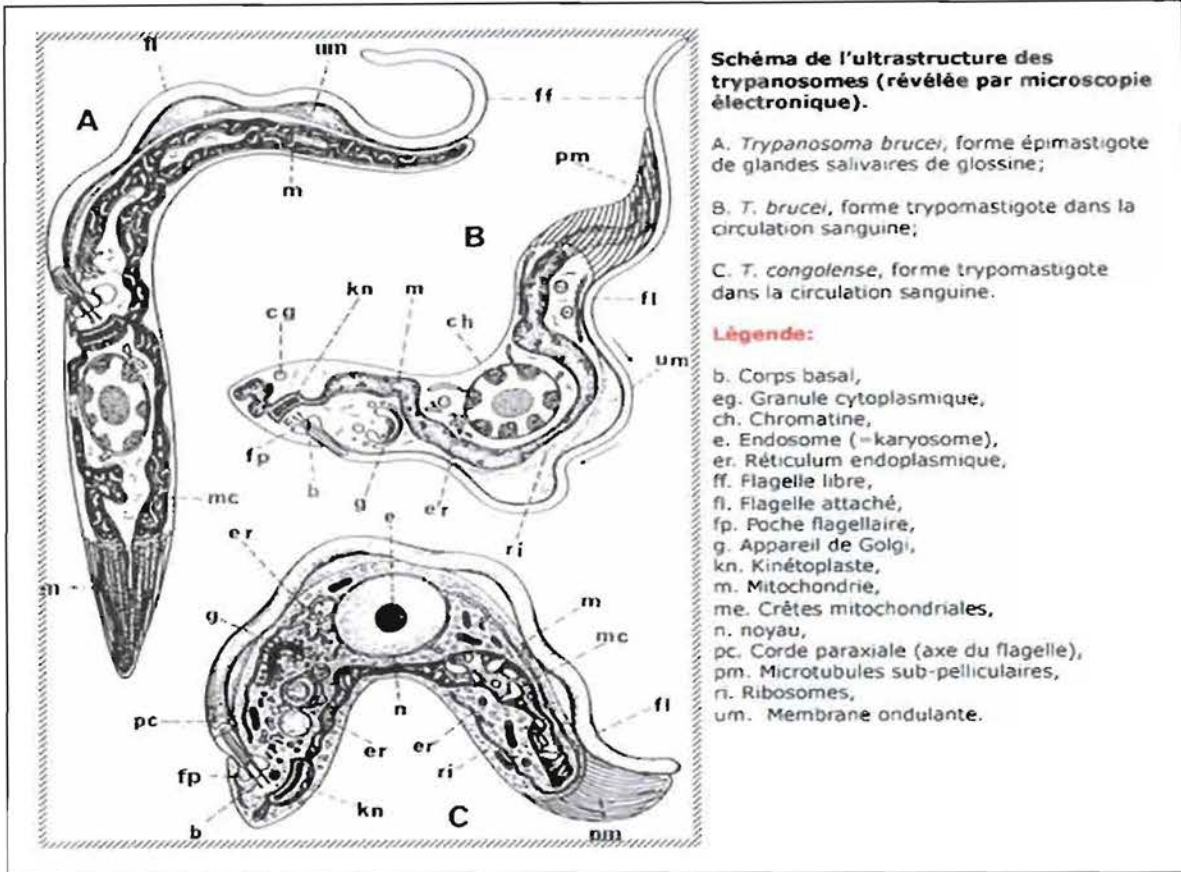 fl um
A
ff
pm
m
B
kn m
cg ch fl
um
fp
b g er
mc e
er ri
m
g mc
n fl
pc
er er
ri
fp
kn
b C pm
Schéma de l'ultrastructure des
trypanosomes (révélée par microscopie
électronique).
A. Trypanosoma brucei, forme épimastigote
de glandes salivaires de glossine;
B. T. brucei, forme trypomastigote dans la
circulation sanguine;
C. T. congolense, forme trypomastigote
dans la circulation sanguine.
Légende:
b. Corps basal,
eg. Granule cytoplasmique,
ch. Chromatine,
e. Endosome (=karyosome),
er. Réticulum endoplasmique,
ff. Flagelle libre,
fl. Flagelle attaché,
fp. Poche flagellaire,
g. Appareil de Golgi,
kn. Kinétoplaste,
m. Mitochondrie,
me. Crêtes mitochondriales,
n. noyau,
pc. Corde paraxiale (axe du flagelle),
pm. Microtubules sub-pelliculaires,
ri. Ribosomes,
um. Membrane ondulante.